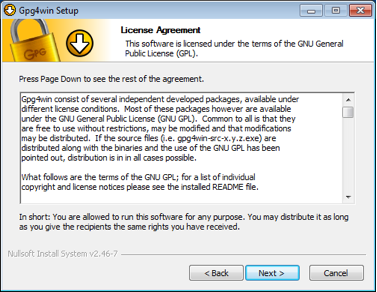 Gpg4win Setup
License Agreement
This software is licensed under the terms of the GNU General
Public License (GNU GPL).
GPG
Press Page Down to see the rest of the agreement.
Gpg4win consist of several independent developed packages, available under
different license conditions. Most of these packages however are available
under the GNU General Public License (GNU GPL). Common to all is that they
are free to use without restrictions, may be modified and that modifications
may be distributed. If the source files (i.e. gpg4win-src-x.y.z.exe) are
distributed along with the binaries and the use of the GNU GPL has been
pointed out, distribution is in in all cases possible.
What follows are the terms of the GNU GPL; for a list of individual
copyright and license notices please see the installed README file.
In short: You are allowed to run this software for any purpose. You may distribute it as long
as you give the recipients the same rights you have received.
Nullsoft Install System v2.46-7
< Back
Next >
Cancel